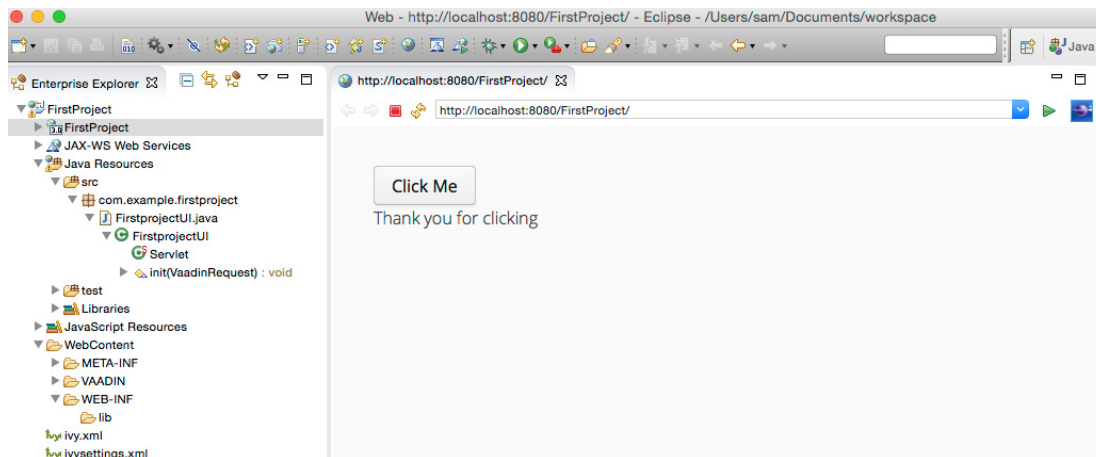 Web - http://localhost:8080/FirstProject/ - Eclipse - /Users/sam/Documents/workspace
Java
Enterprise Explorer
http://localhost:8080/FirstProject/
http://localhost:8080/FirstProject/
FirstProject
FirstProject
JAX-WS Web Services
Java Resources
src
com.example.firstproject
FirstprojectUI.java
FirstprojectUI
Servlet
init(VaadinRequest) : void
test
Libraries
JavaScript Resources
WebContent
META-INF
VAADIN
WEB-INF
lib
ivy.xml
ivysettings.xml
Click Me
Thank you for clicking